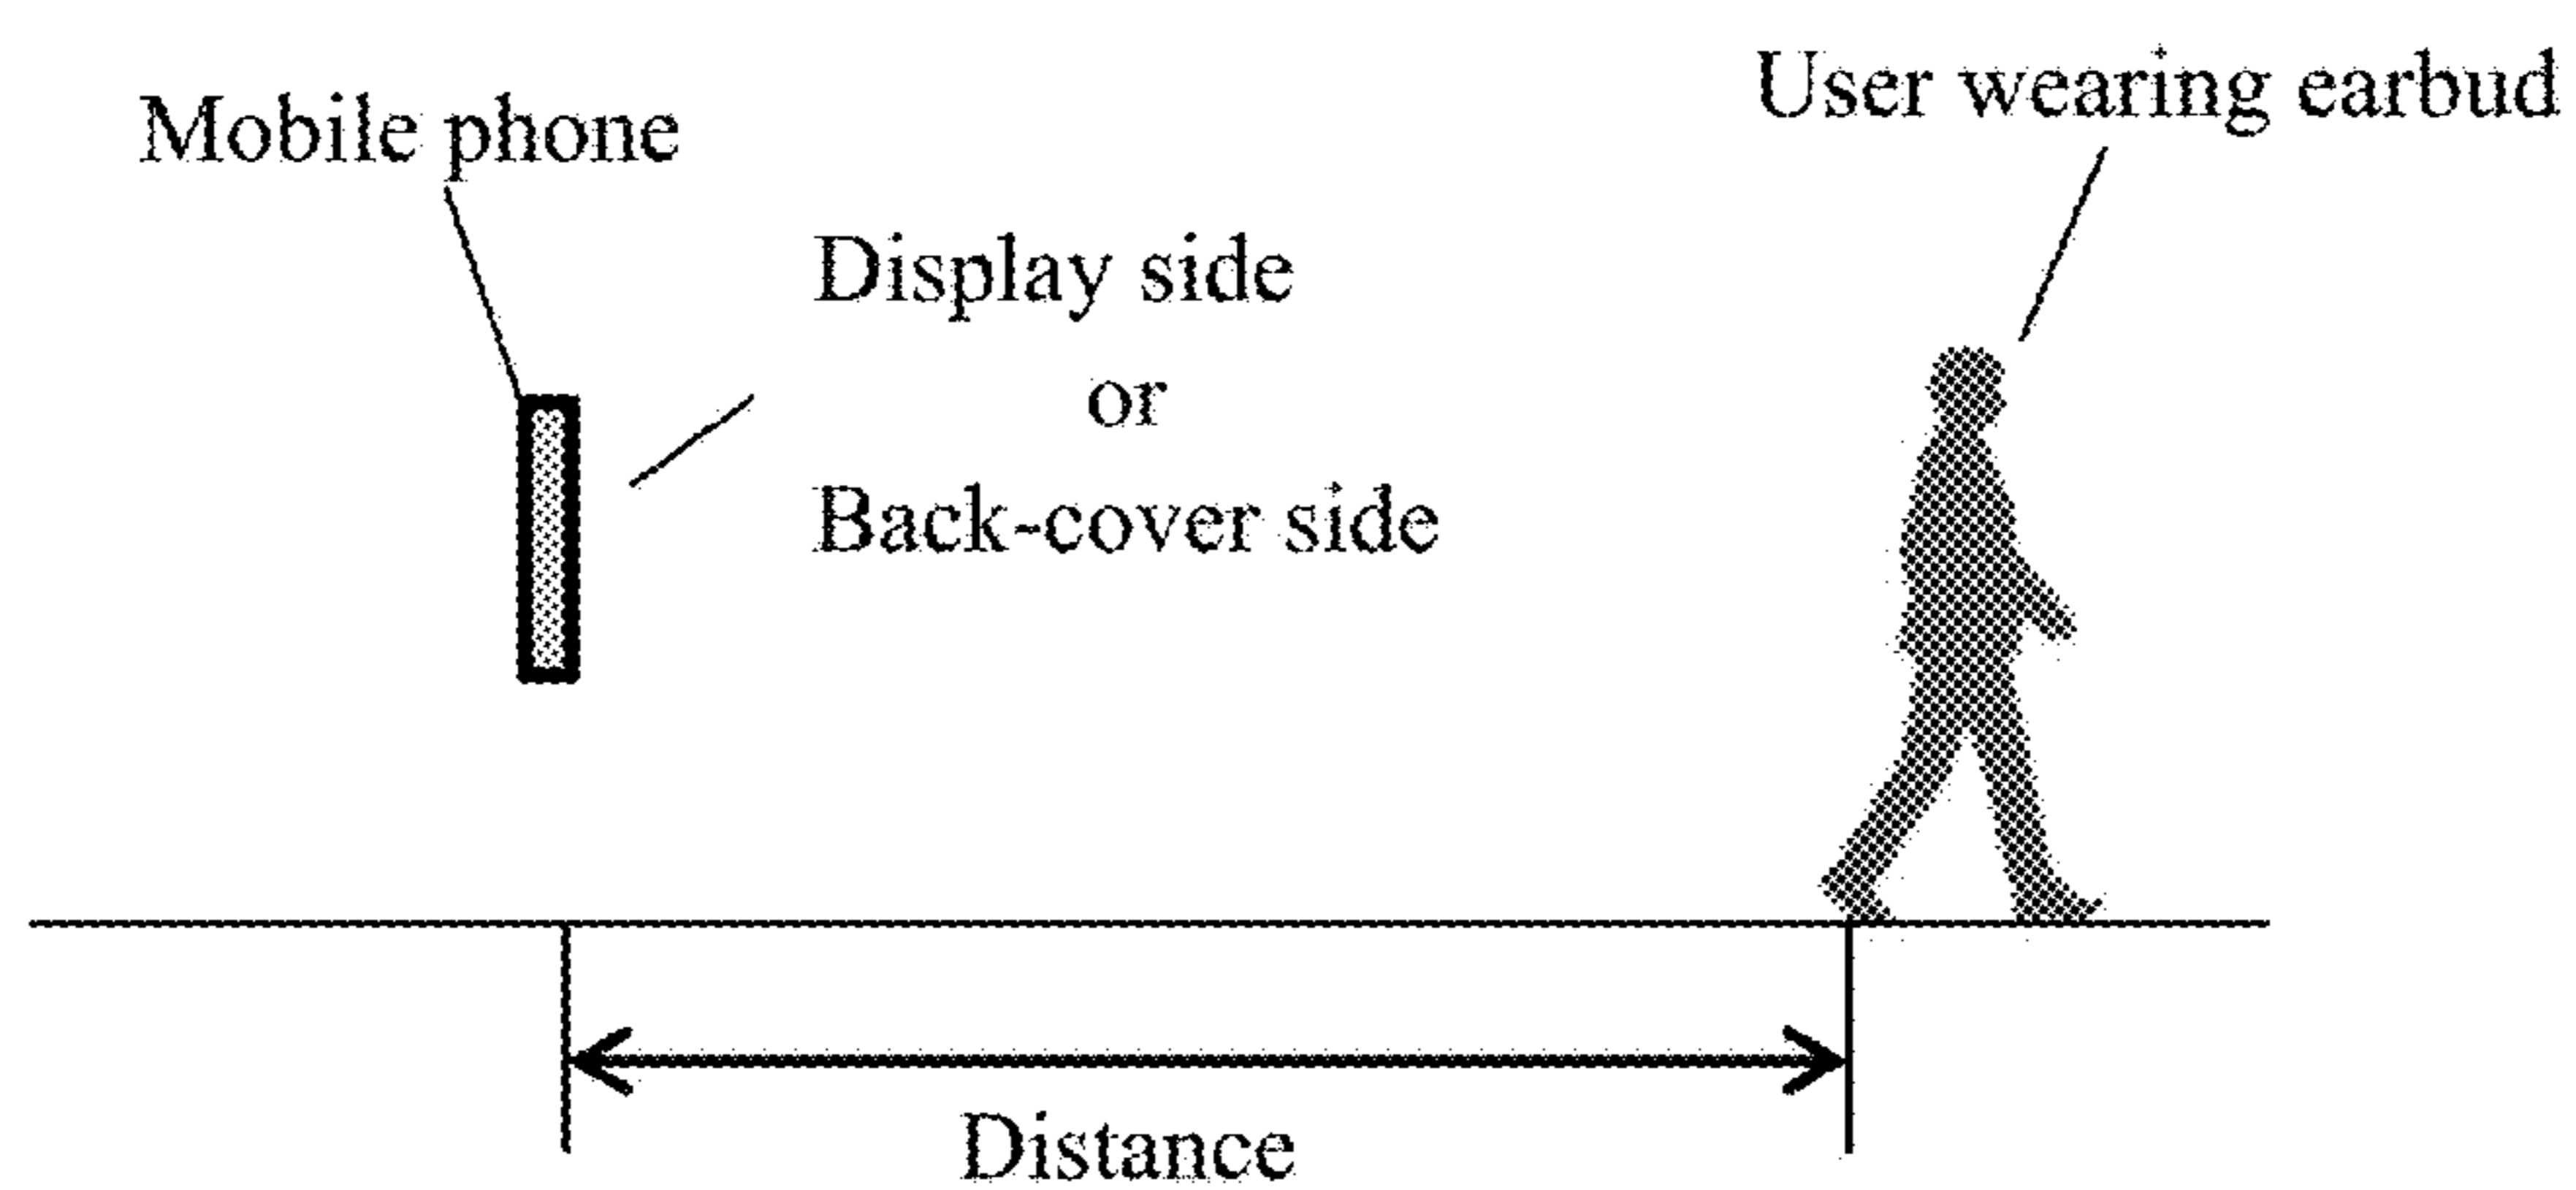 User wearing earbud
Mobile phone
Display side
or
Back-cover side
Distance